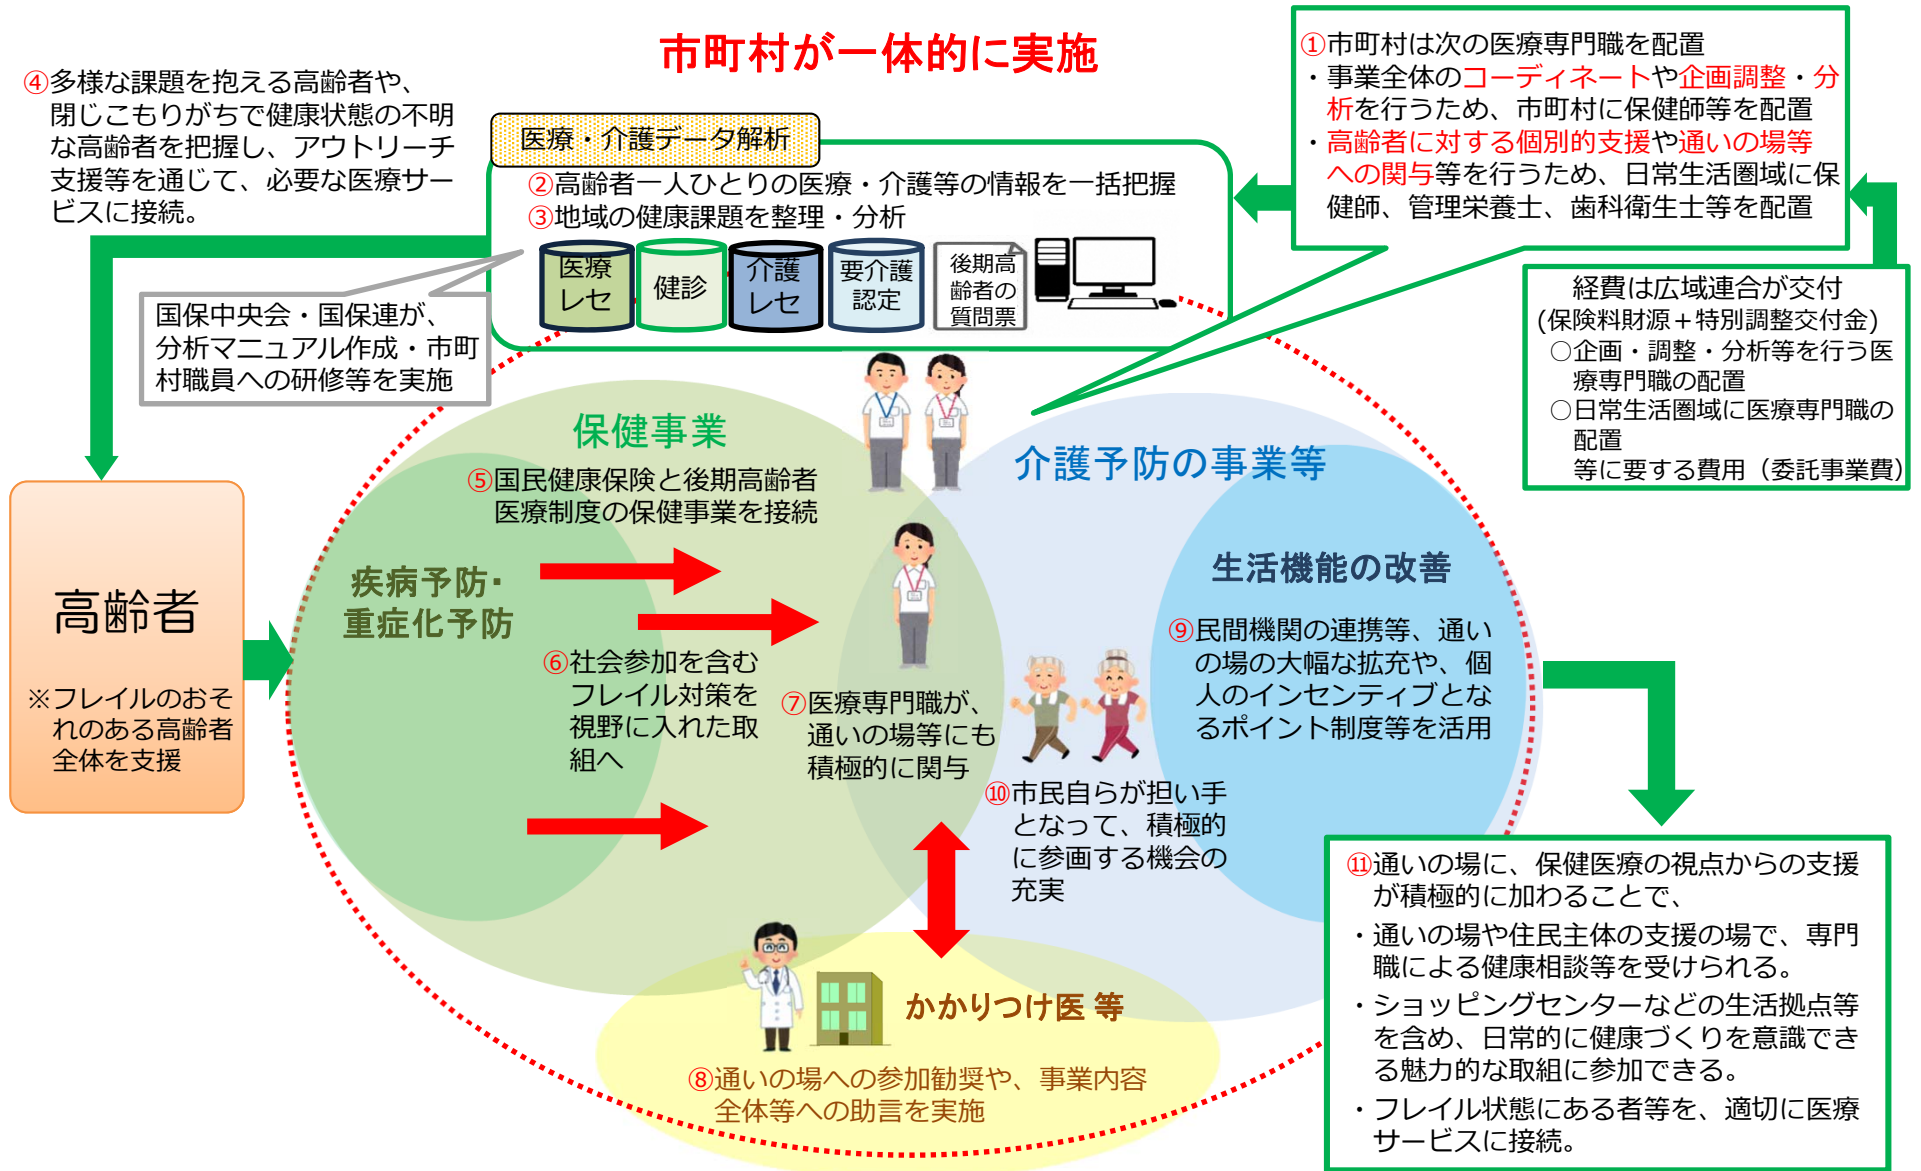 市町村が一体的に実施
①市町村は次の医療専門職を配置
・事業全体のコーディネートや企画調整・分
析を行うため、市町村に保健師等を配置
・高齢者に対する個別的支援や通いの場等
への関与等を行うため、日常生活圏域に保
健師、管理栄養士、歯科衛生士等を配置
④多様な課題を抱える高齢者や、
閉じこもりがちで健康状態の不明
な高齢者を把握し、アウトリーチ
支援等を通じて、必要な医療サー
ビスに接続。
医療・介護データ解析
②高齢者一人ひとりの医療・介護等の情報を一括把握
③地域の健康課題を整理・分析
医療
レセ
健診
介護
レセ
要介護
認定
後期高
齢者の
質問票
国保中央会・国保連が、
分析マニュアル作成・市町
村職員への研修等を実施
経費は広域連合が交付
(保険料財源＋特別調整交付金)
○企画・調整・分析等を行う医
療専門職の配置
○日常生活圏域に医療専門職の
配置
等に要する費用（委託事業費）
保健事業
⑤国民健康保険と後期高齢者
医療制度の保健事業を接続
介護予防の事業等
疾病予防・
重症化予防
生活機能の改善
高齢者
※フレイルのおそ
れのある高齢者
全体を支援
⑥社会参加を含む
フレイル対策を
視野に入れた取
組へ
⑦医療専門職が、
通いの場等にも
積極的に関与
⑨民間機関の連携等、通い
の場の大幅な拡充や、個
人のインセンティブとな
るポイント制度等を活用
⑩市民自らが担い手
となって、積極的
に参画する機会の
充実
かかりつけ医 等
⑧通いの場への参加勧奨や、事業内容
全体等への助言を実施
⑪通いの場に、保健医療の視点からの支援
が積極的に加わることで、
・通いの場や住民主体の支援の場で、専門
職による健康相談等を受けられる。
・ショッピングセンターなどの生活拠点等
を含め、日常的に健康づくりを意識でき
る魅力的な取組に参加できる。
・フレイル状態にある者等を、適切に医療
サービスに接続。